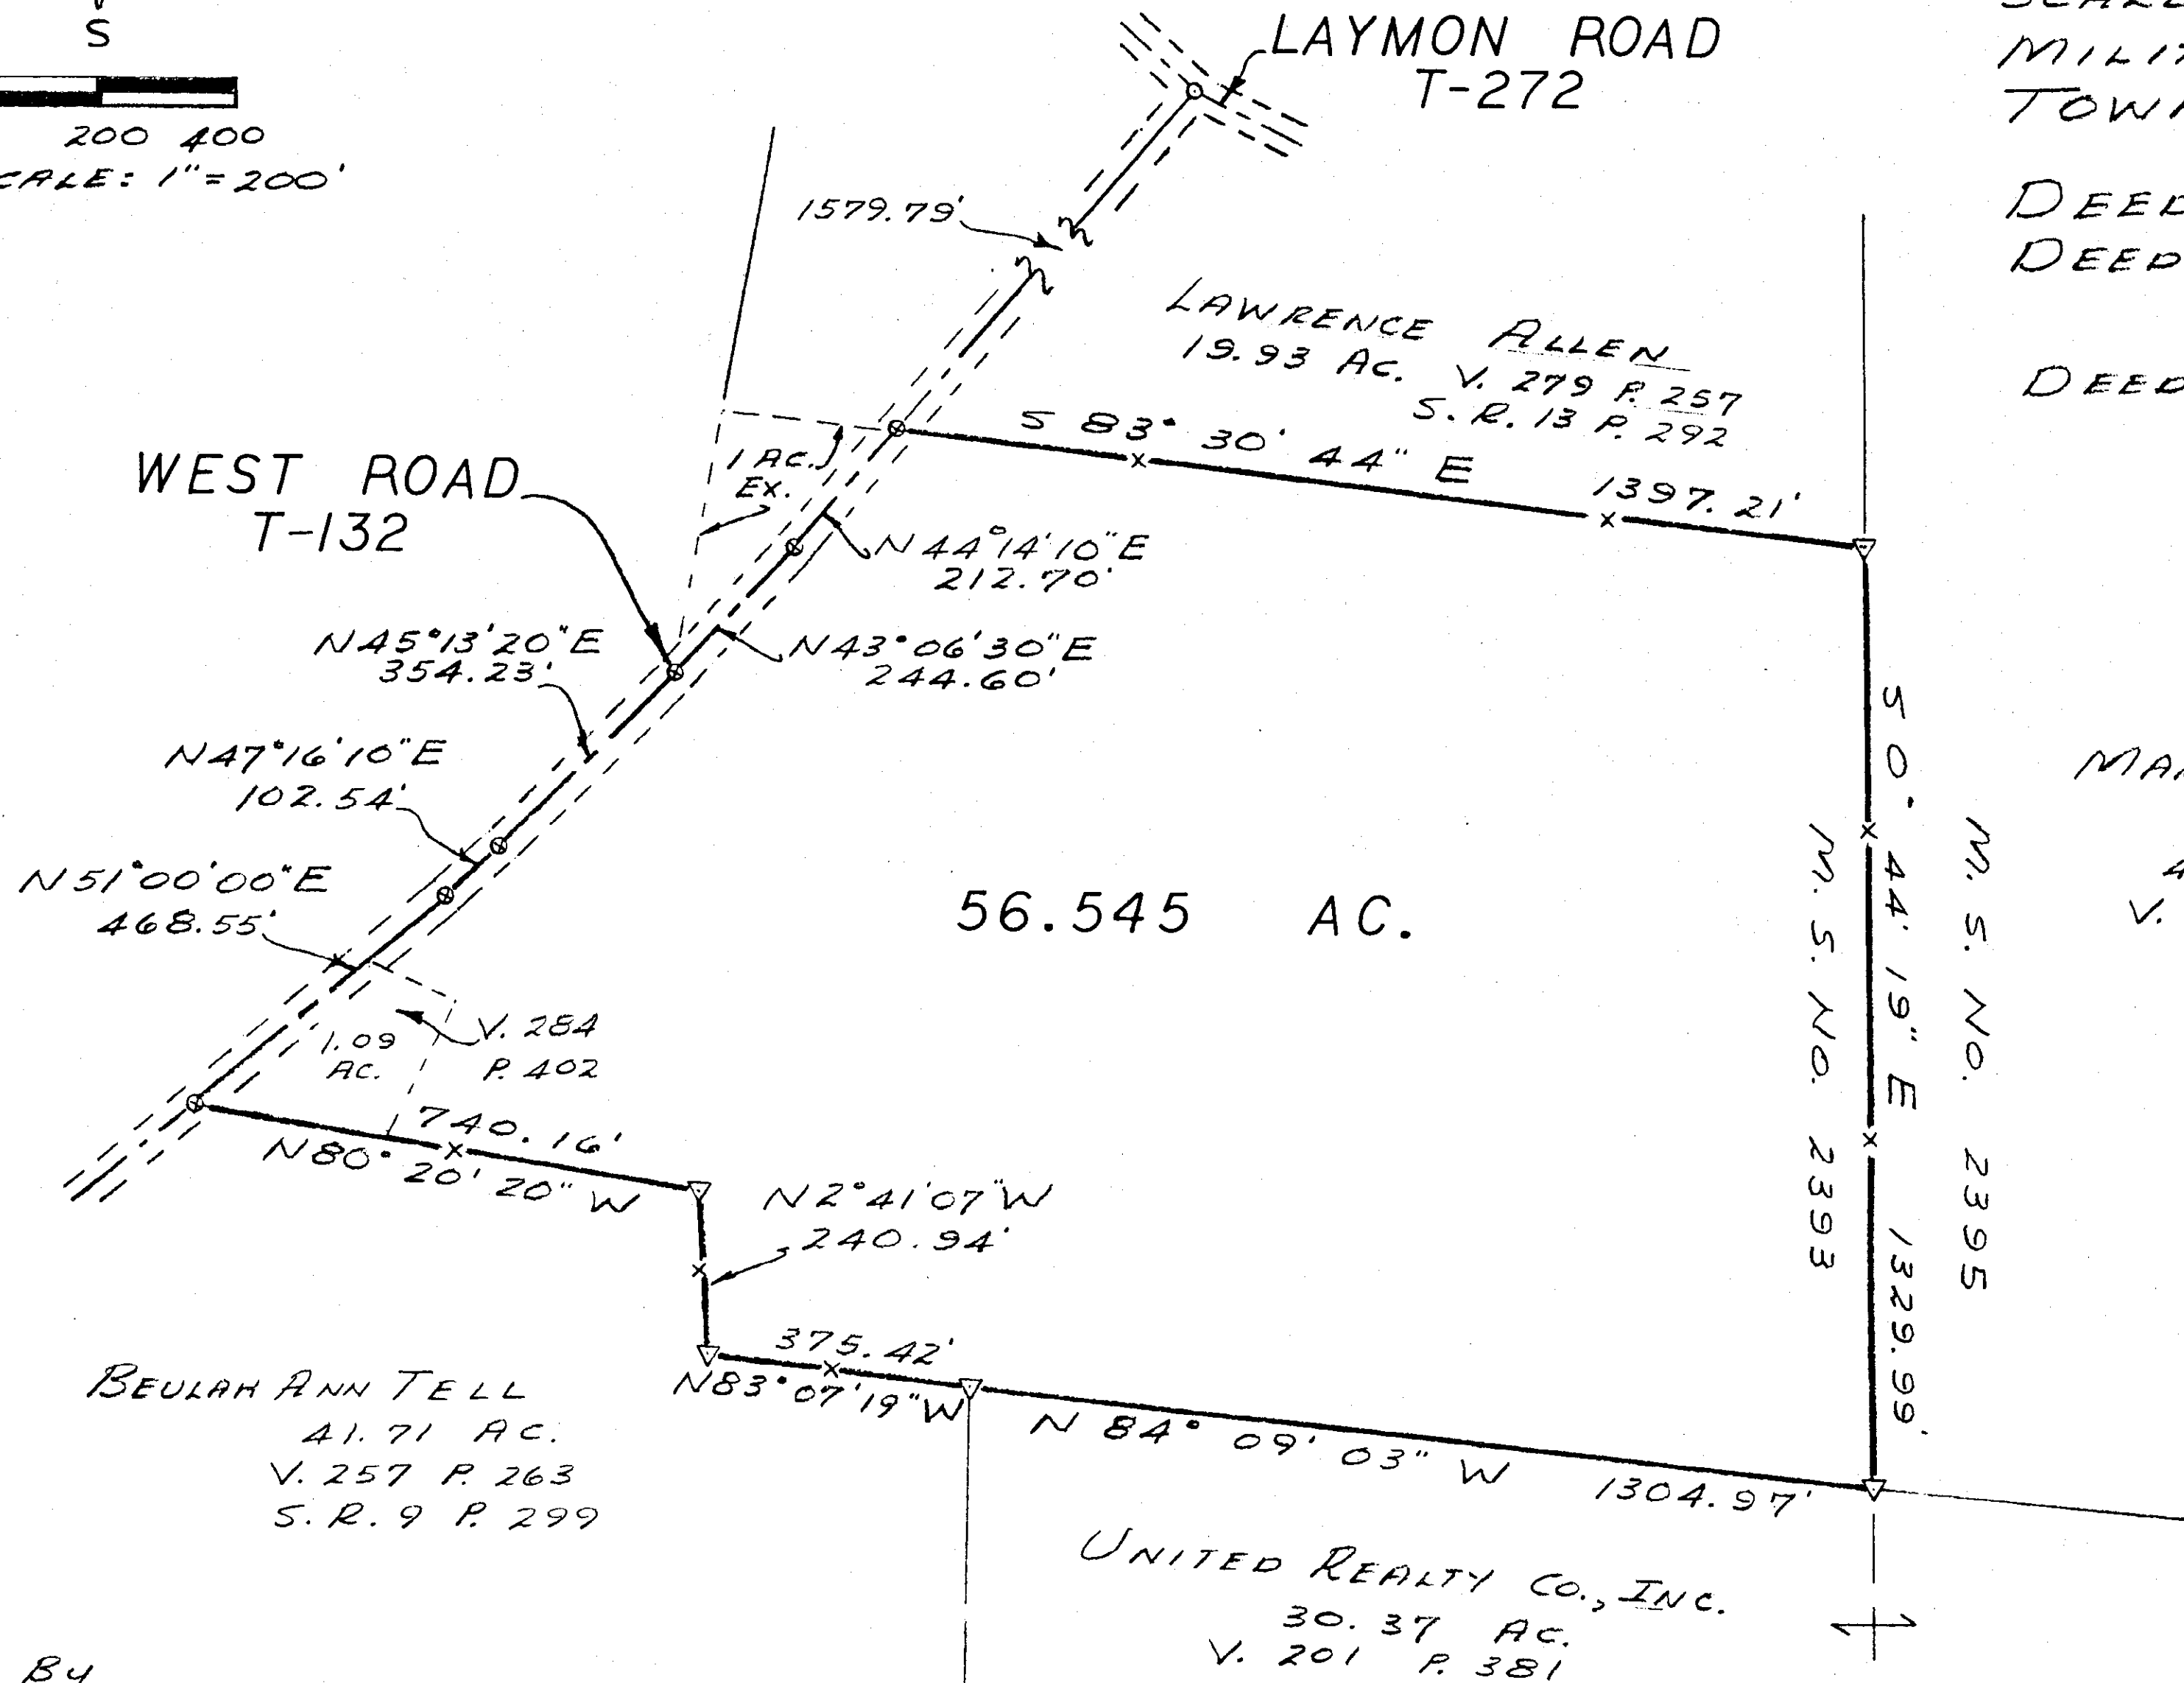 S
200 400
SCALE: 1"=200'
LAYMON ROAD
T-272
MILIT
TOWN
DEED
DEED
DEED
1579.79'
LAWRENCE ALLEN
19.93 AC. V. 279 P. 257
S. R. 13 P. 292
S 83° 30' 44" E
1397.21'
WEST ROAD
T-132
1 AC.
EX.
N44°14'10"E
212.70'
N45°13'20"E
354.23'
N43°06'30"E
244.60'
N47°16'10"E
102.54'
N51°00'00"E
468.55'
56.545 AC.
S 0° 44' 19" E 1329.99'
M. S. NO. 2393
M. S. NO. 2395
MAR
4
V.
1.09
AC.
V. 284
P. 402
740.16'
N80° 20' 20" W
N2°41'07"W
240.94'
375.42'
N83°07'19"W
N 84° 09' 03" W
1304.97'
BEULAH ANN TELL
41.71 AC.
V. 257 P. 263
S. R. 9 P. 299
UNITED REALTY CO., INC.
30.37 AC.
V. 201 P. 381
By